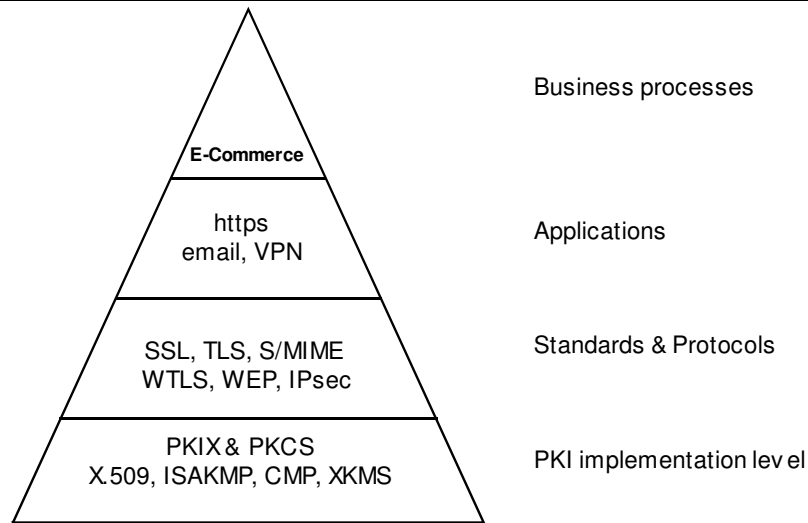 Business processes
E-Commerce
https
email, VPN
Applications
SSL, TLS, S/MIME
WTLS, WEP, IPsec
Standards & Protocols
PKIX & PKCS
X.509, ISAKMP, CMP, XKMS
PKI implementation level